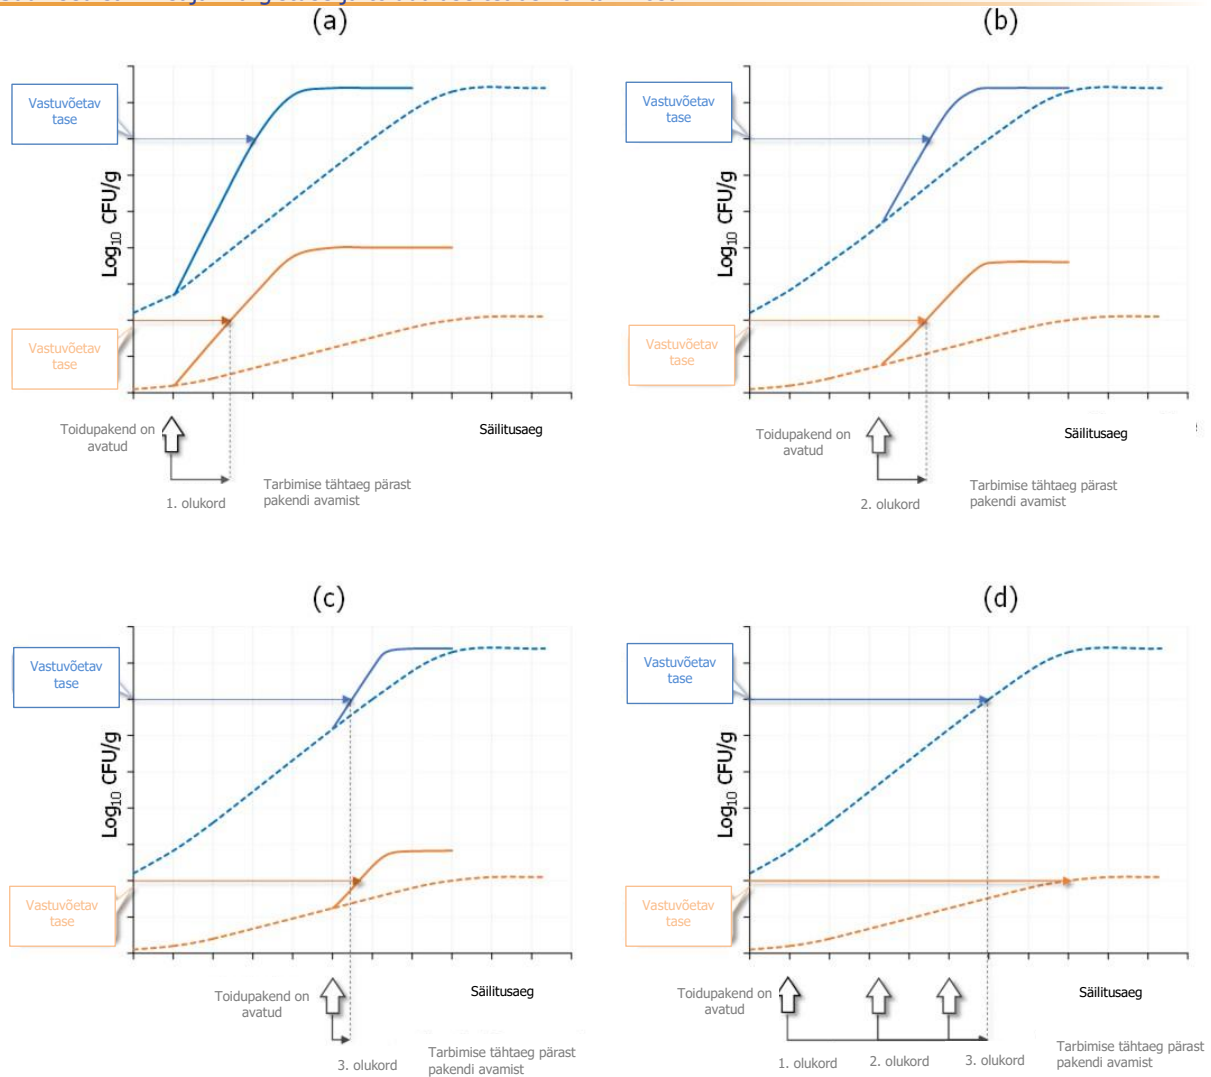 (a)
Vastuvõetav
tase
Log10 CFU/g
Vastuvõetav
tase
Toidupakend on
avatud
Säilitusaeg
1. olukord
Tarbimise tähtaeg pärast
pakendi avamist
(b)
Vastuvõetav
tase
Log10 CFU/g
Vastuvõetav
tase
Toidupakend on
avatud
Säilitusaeg
2. olukord
Tarbimise tähtaeg pärast
pakendi avamist
(c)
Vastuvõetav
tase
Log10 CFU/g
Vastuvõetav
tase
Toidupakend on
avatud
Säilitusaeg
3. olukord
Tarbimise tähtaeg pärast
pakendi avamist
(d)
Vastuvõetav
tase
Log10 CFU/g
Vastuvõetav
tase
Toidupakend on
avatud
Säilitusaeg
1. olukord
2. olukord
3. olukord
Tarbimise tähtaeg pärast
pakendi avamist